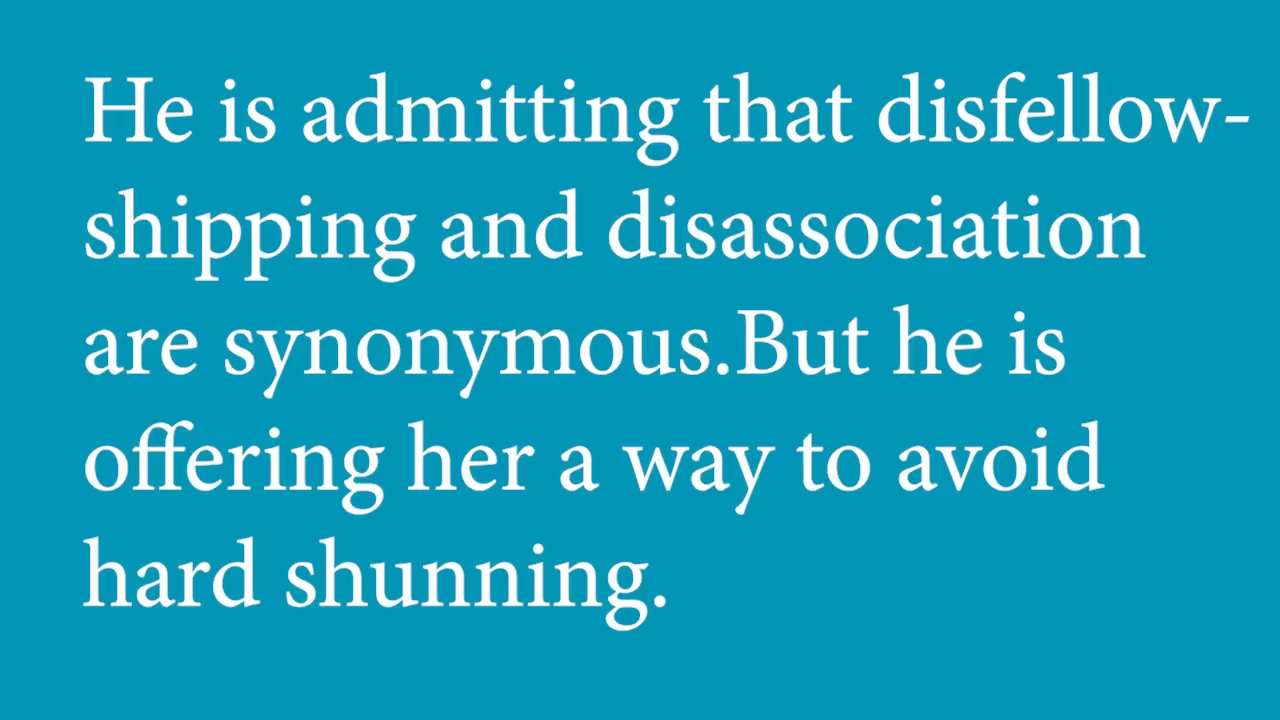 He is admitting that disfellow-
shipping and disassociation
are synonymous.But he is
offering her a way to avoid
hard shunning.